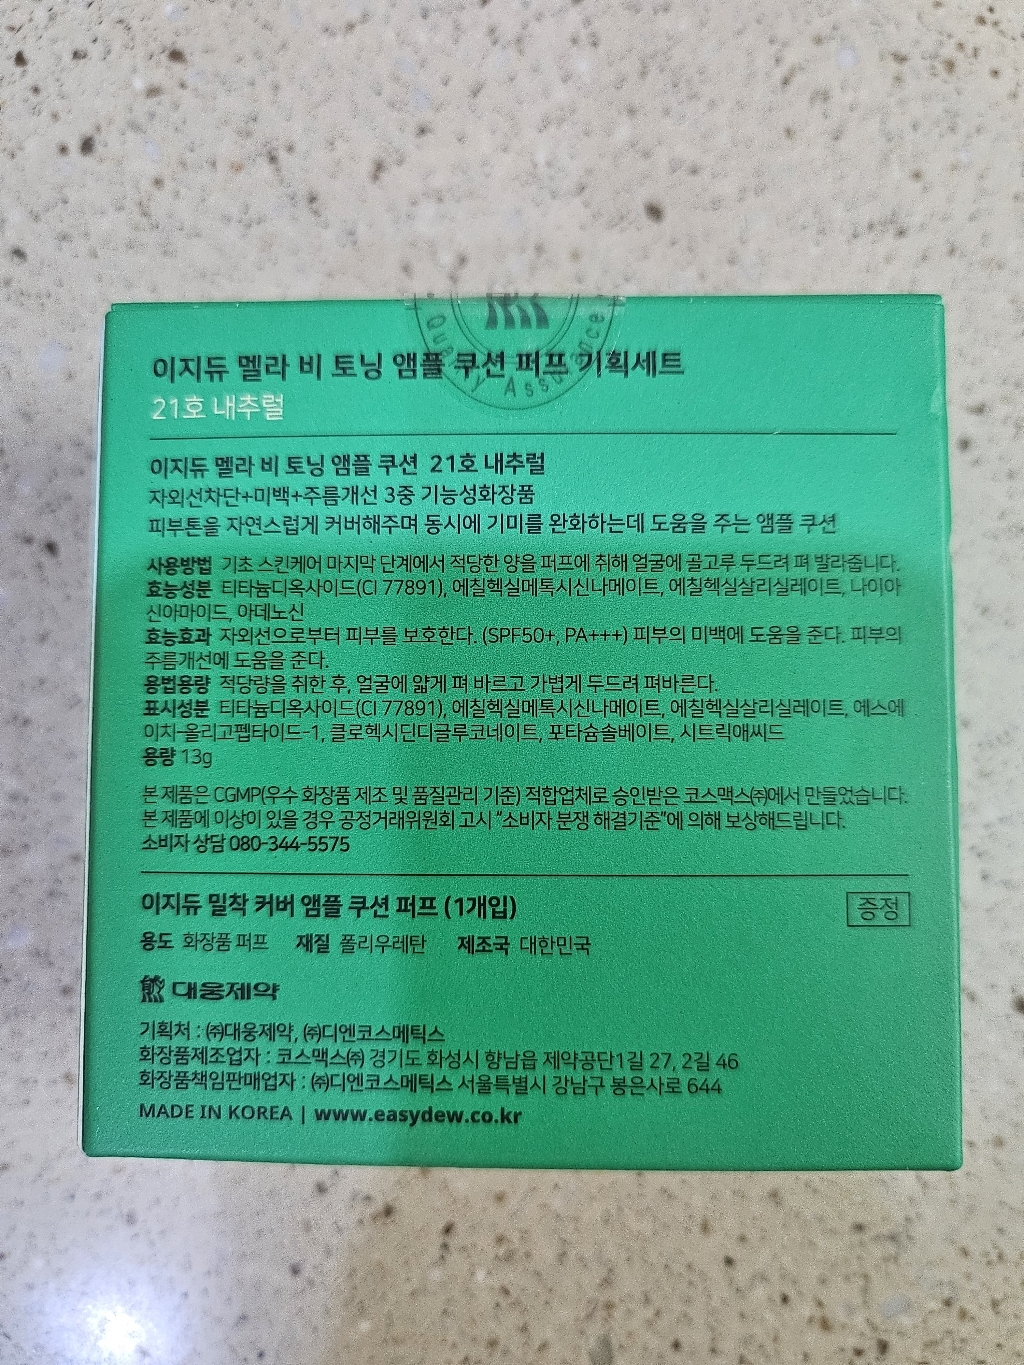 Quality Assurance
이지듀 멜라 비 토닝 앰플 쿠션 퍼프 기획세트
21호 내추럴
이지듀 멜라 비 토닝 앰플 쿠션 21호 내추럴
자외선차단+미백+주름개선 3중 기능성화장품
피부톤을 자연스럽게 커버해주며 동시에 기미를 완화하는데 도움을 주는 앰플 쿠션
사용방법 기초 스킨케어 마지막 단계에서 적당한 양을 퍼프에 취해 얼굴에 골고루 두드려 펴 발라줍니다.
효능성분 티타늄디옥사이드(CI 77891), 에칠헥실메톡시신나메이트, 에칠헥실살리실레이트, 나이아
신아마이드, 아데노신
효능효과 자외선으로부터 피부를 보호한다. (SPF50+, PA+++) 피부의 미백에 도움을 준다. 피부의
주름개선에 도움을 준다.
용법용량 적당량을 취한 후, 얼굴에 얇게 펴 바르고 가볍게 두드려 펴바른다.
표시성분 티타늄디옥사이드(CI 77891), 에칠헥실메톡시신나메이트, 에칠헥실살리실레이트, 에스에
이치-올리고펩타이드-1, 클로헥시딘디글루코네이트, 포타슘솔베이트, 시트릭애씨드
용량 13g
본 제품은 CGMP(우수 화장품 제조 및 품질관리 기준) 적합업체로 승인받은 코스맥스㈜에서 만들었습니다.
본 제품에 이상이 있을 경우 공정거래위원회 고시 "소비자 분쟁 해결기준"에 의해 보상해드립니다.
소비자 상담 080-344-5575
이지듀 밀착 커버 앰플 쿠션 퍼프 (1개입) 증정
용도 화장품 퍼프 재질 폴리우레탄 제조국 대한민국
대웅제약
기획처 : ㈜대웅제약, ㈜디엔코스메틱스
화장품제조업자 : 코스맥스㈜ 경기도 화성시 향남읍 제약공단1길 27, 2길 46
화장품책임판매업자 : ㈜디엔코스메틱스 서울특별시 강남구 봉은사로 644
MADE IN KOREA | www.easydew.co.kr